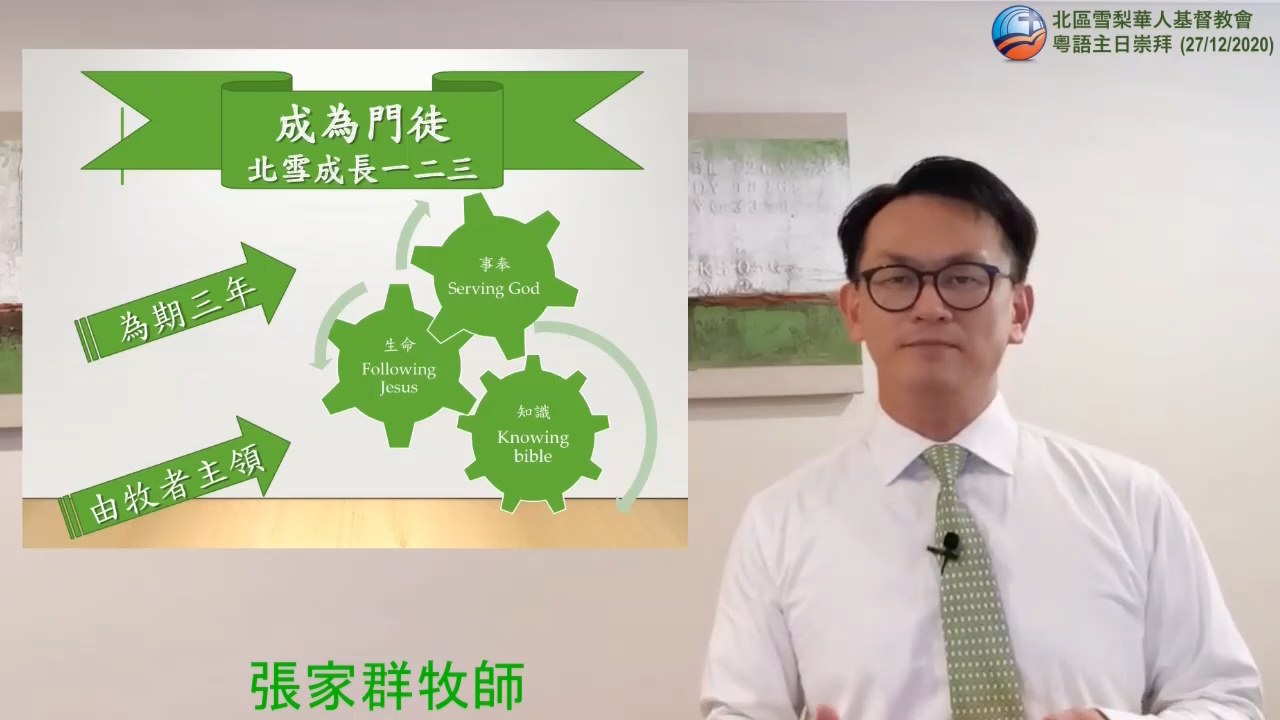 北區雪梨華人基督教會
粵語主日崇拜 (27/12/2020)
成為門徒
北雪成長一二三
為期三年
由牧者主領
事奉
Serving God
生命
Following
Jesus
知識
Knowing
bible
張家群牧師